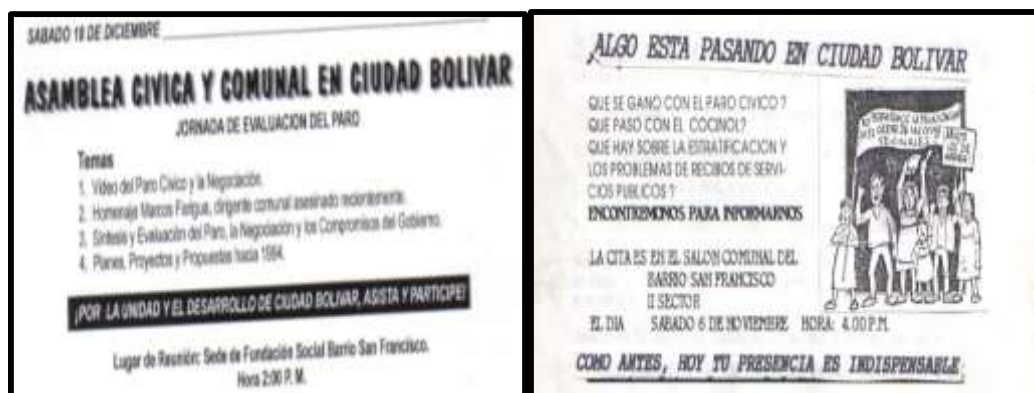 SABADO 18 DE DICIEMBRE
ASAMBLEA CIVICA Y COMUNAL EN CIUDAD BOLIVAR
JORNADA DE EVALUACION DEL PARO
Temas
1. Video del Paro Cívico y la Negociación.
2. Homenaje Marcos Fatigua, dirigente comunal asesinado recientemente.
3. Síntesis y Evaluación del Paro, la Negociación y los Compromisos del Gobierno.
4. Planes, Proyectos y Propuestas hacia 1994.
¡POR LA UNIDAD Y EL DESARROLLO DE CIUDAD BOLIVAR, ASISTA Y PARTICIPE!
Lugar de Reunión: Sede de Fundación Social Barrio San Francisco.
Hora 2:00 P. M.
ALGO ESTA PASANDO EN CIUDAD BOLIVAR
QUE SE GANO CON EL PARO CIVICO ?
QUE PASO CON EL COCINOL?
QUE HAY SOBRE LA ESTRATIFICACION Y
LOS PROBLEMAS DE RECIBOS DE SERVI-
CIOS PUBLICOS ?
ENCONTREMONOS PARA INFORMARNOS
LA CITA ES EN EL SALON COMUNAL DEL
BARRIO SAN FRANCISCO
II SECTOR
EL DIA SABADO 6 DE NOVIEMBRE HORA: 4.00 P.M.
COMO ANTES, HOY TU PRESENCIA ES INDISPENSABLE